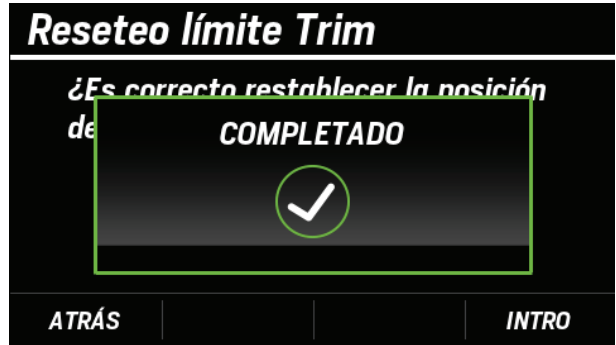 Reseteo límite Trim
¿Es correcto restablecer la posición
de
COMPLETADO
ATRÁS
INTRO